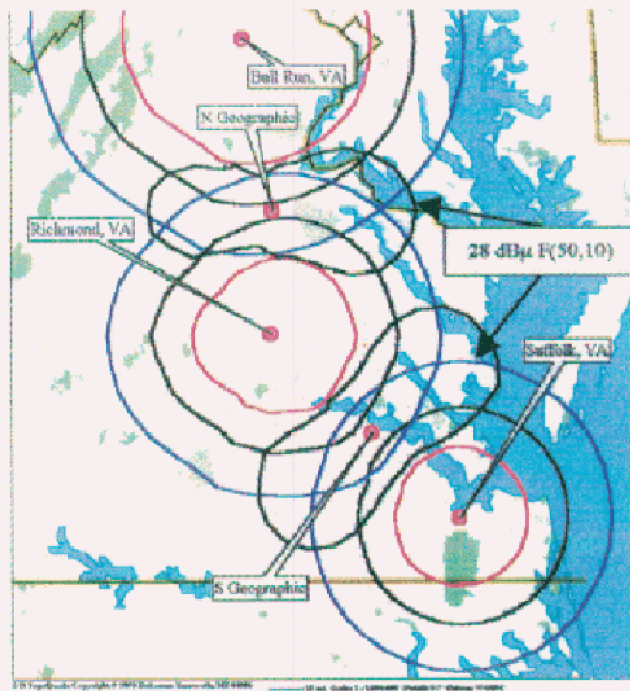 Bull Run, VA
N Geographic
Richmond, VA
28 dBµ F(50,10)
Suffolk, VA
S Geographic